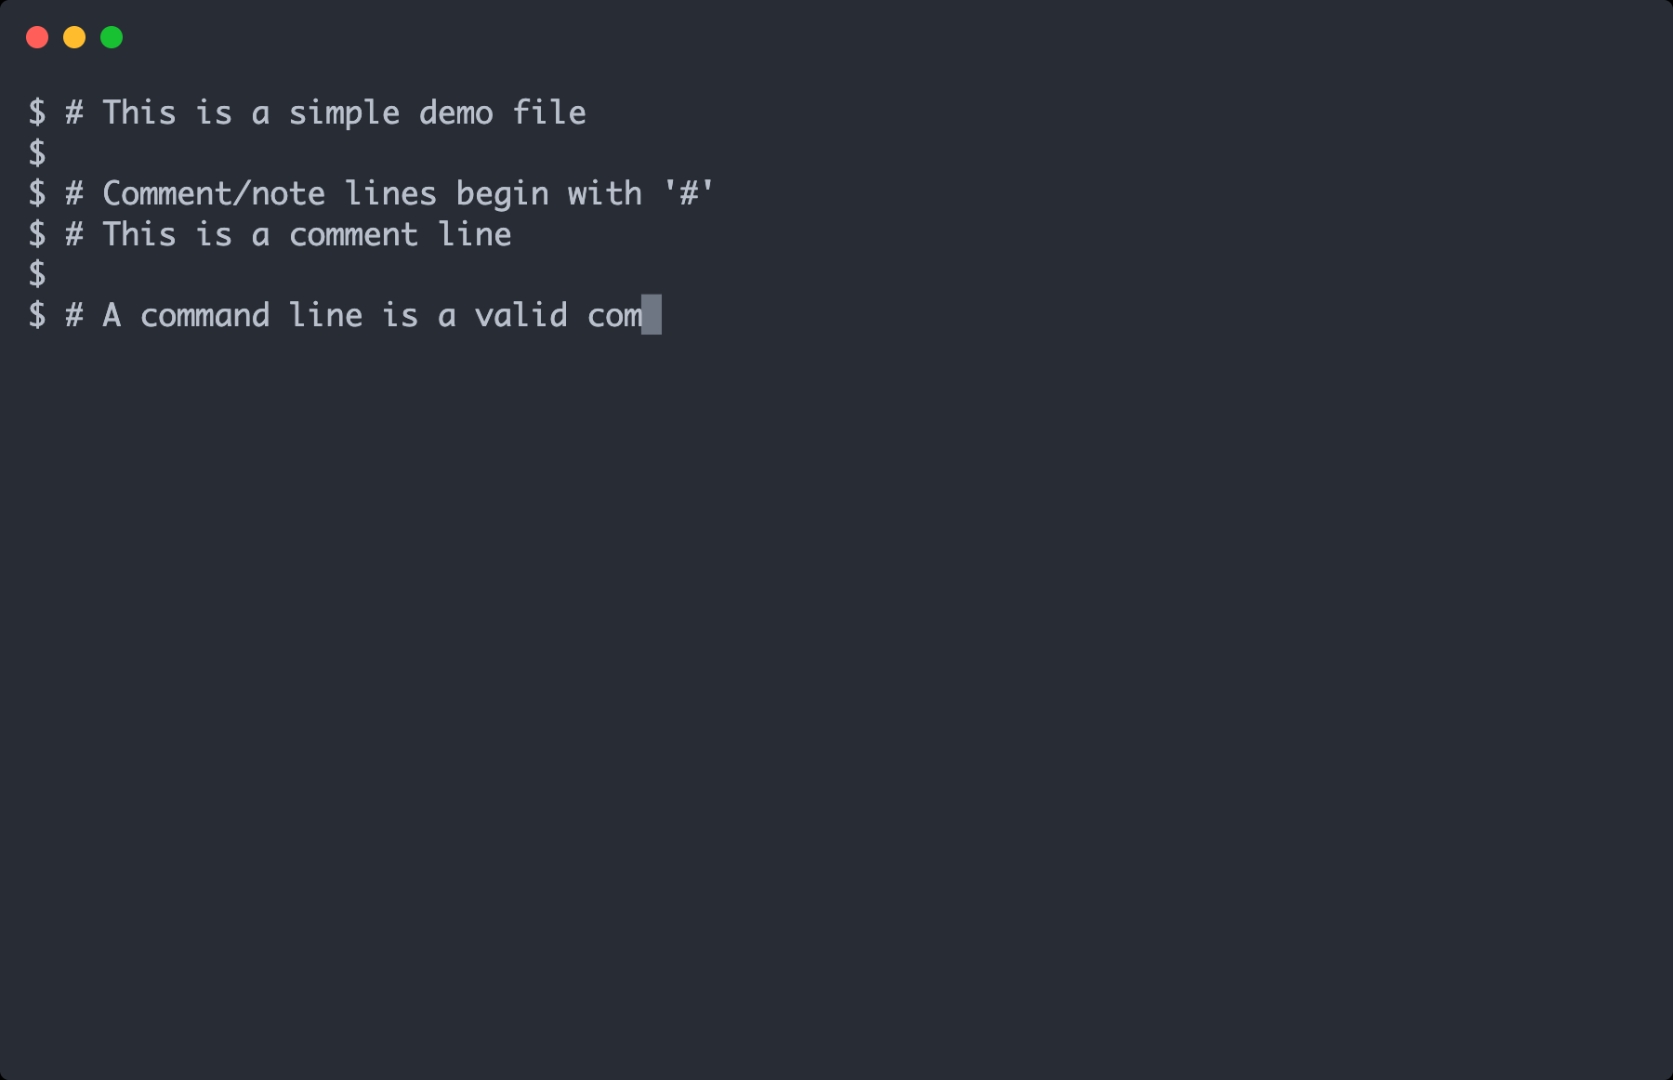 $ # This is a simple demo file
$
$ # Comment/note lines begin with '#'
$ # This is a comment line
$
$ # A command line is a valid com